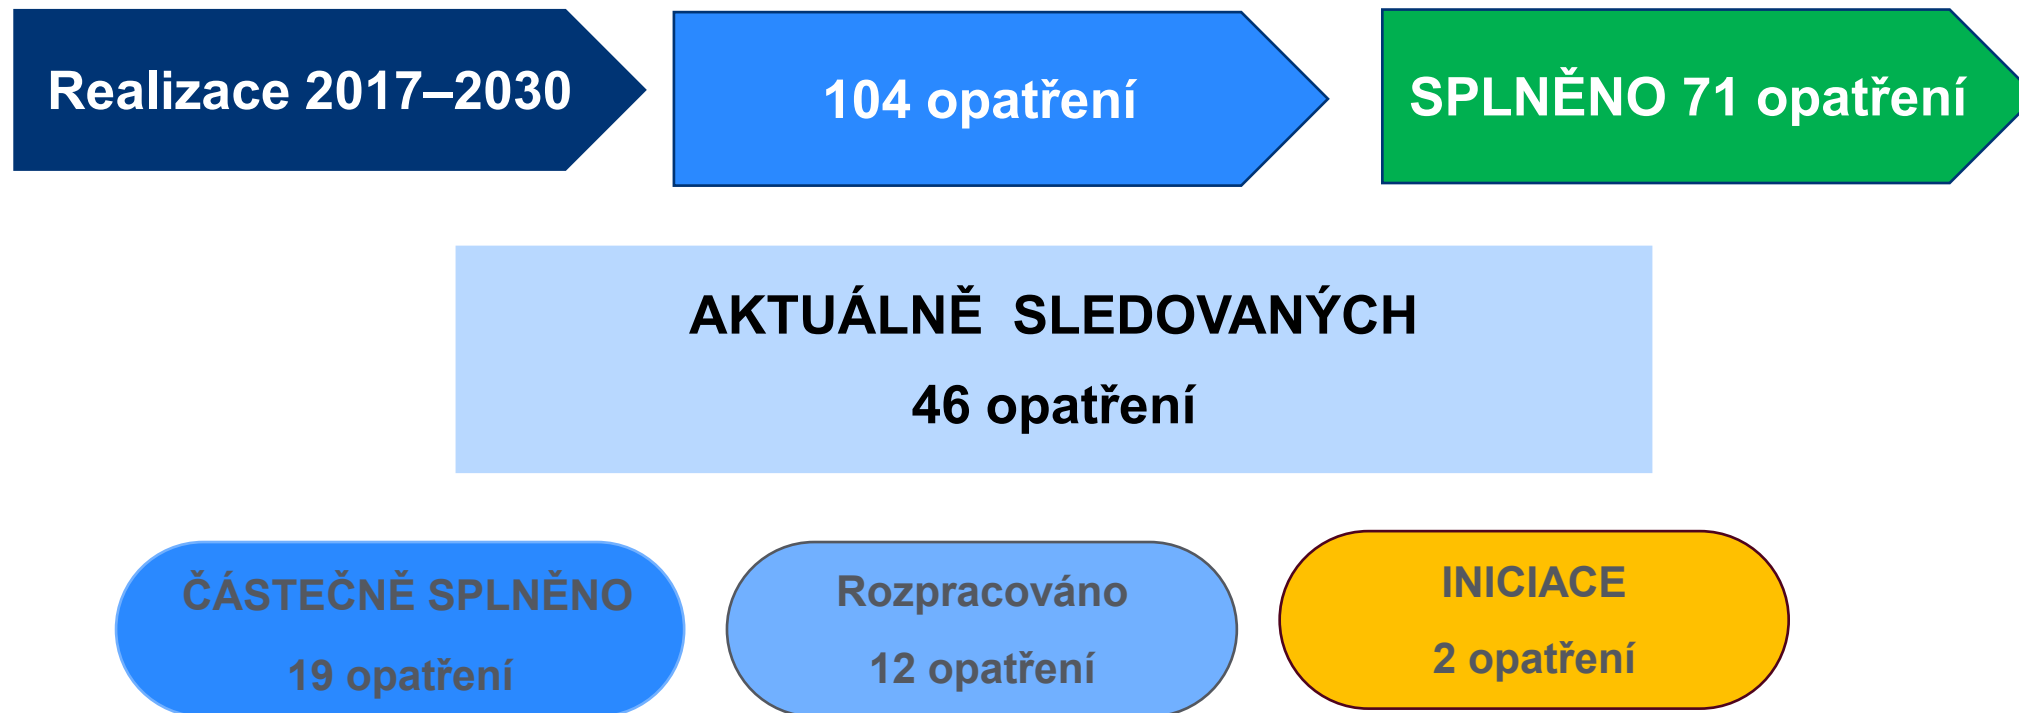 Realizace 2017–2030
104 opatření
SPLNĚNO 71 opatření
AKTUÁLNĚ SLEDOVANÝCH
46 opatření
ČÁSTEČNĚ SPLNĚNO
19 opatření
Rozpracováno
12 opatření
INICIACE
2 opatření